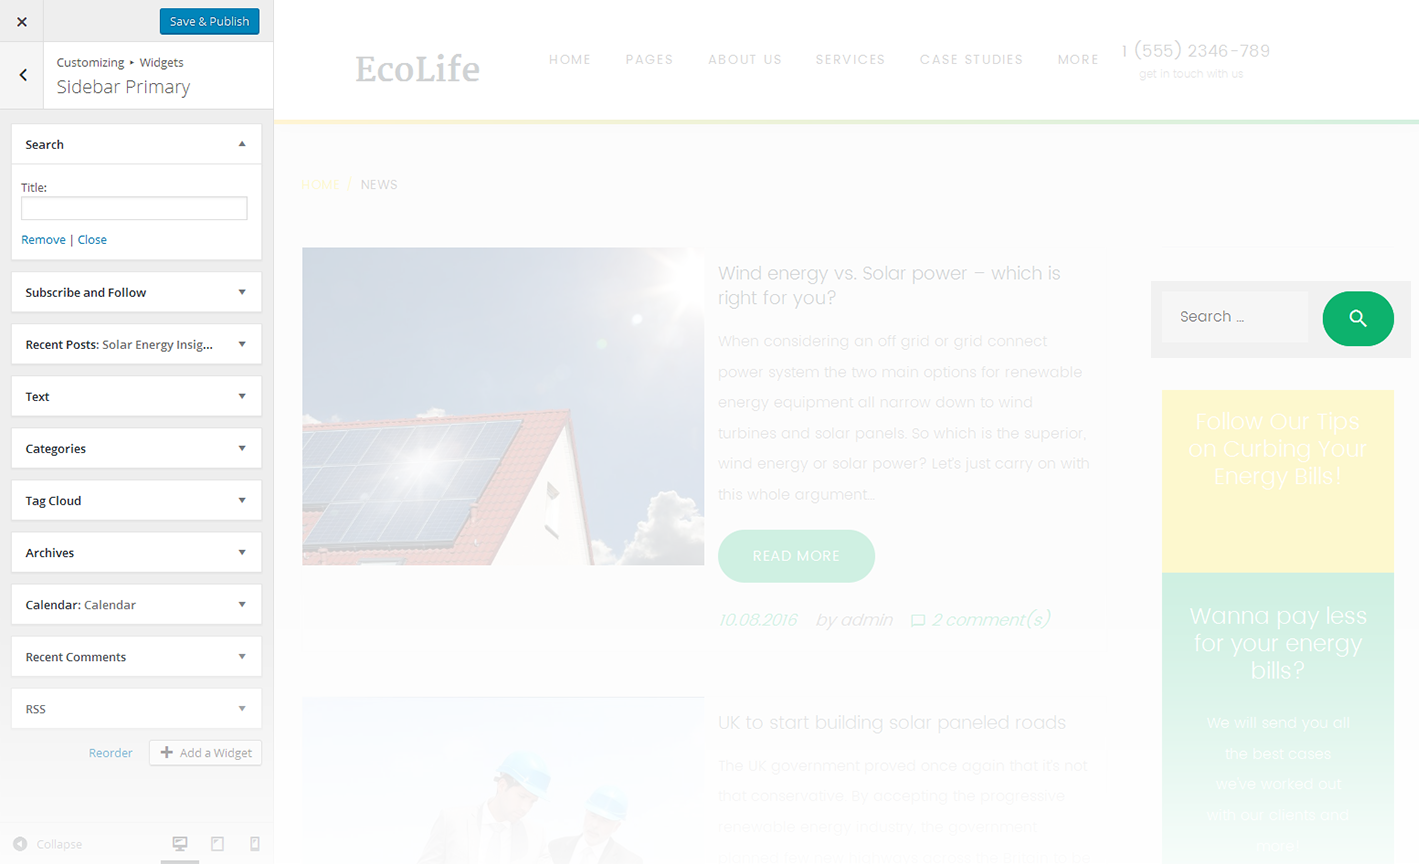 Save & Publish
Customizing ▸ Widgets
Sidebar Primary
Search
Title:
Remove | Close
Subscribe and Follow
Recent Posts: Solar Energy Insig...
Text
Categories
Tag Cloud
Archives
Calendar: Calendar
Recent Comments
RSS
Reorder
Add a Widget
Collapse
EcoLife
HOME PAGES ABOUT US SERVICES CASE STUDIES MORE
1 (555) 2346-789
get in touch with us
HOME / NEWS
Wind energy vs. Solar power – which is
right for you?
When considering an off grid or grid connect
power system the two main options for renewable
energy equipment all narrow down to wind
turbines and solar panels. So which is the superior,
wind energy or solar power? Let's just carry on with
this whole argument...
READ MORE
10.08.2016 by admin 2 comment(s)
UK to start building solar paneled roads
The UK government proved once again that it's not
that conservative. By accepting the progressive
renewable energy industry, the government
Search ...
Follow Our Tips
on Curbing Your
Energy Bills!
Wanna pay less
for your energy
bills?
We will send you all
the best cases
we've worked out
with our clients and
more!